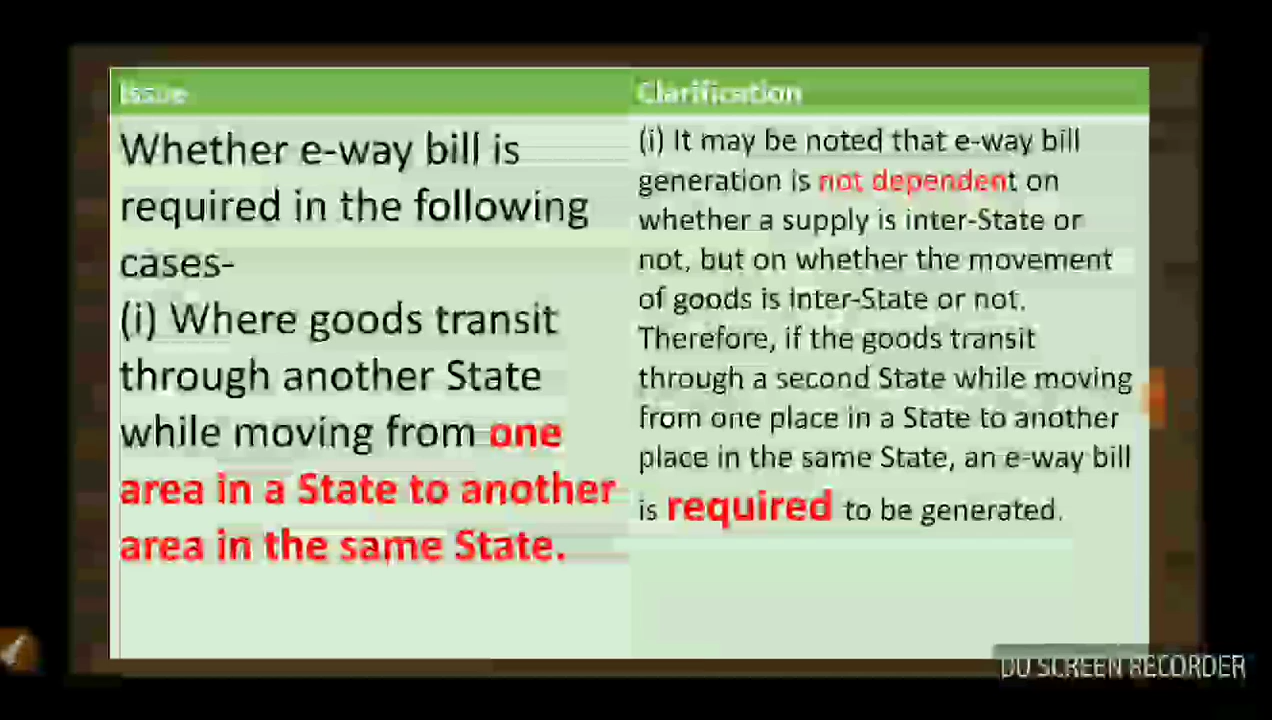 Issue
Whether e-way bill is
required in the following
cases-
(i) Where goods transit
through another State
while moving from one
area in a State to another
area in the same State.
Clarification
(i) It may be noted that e-way bill
generation is not dependent on
whether a supply is inter-State or
not, but on whether the movement
of goods is inter-State or not.
Therefore, if the goods transit
through a second State while moving
from one place in a State to another
place in the same State, an e-way bill
is required to be generated.
DU SCREEN RECORDER